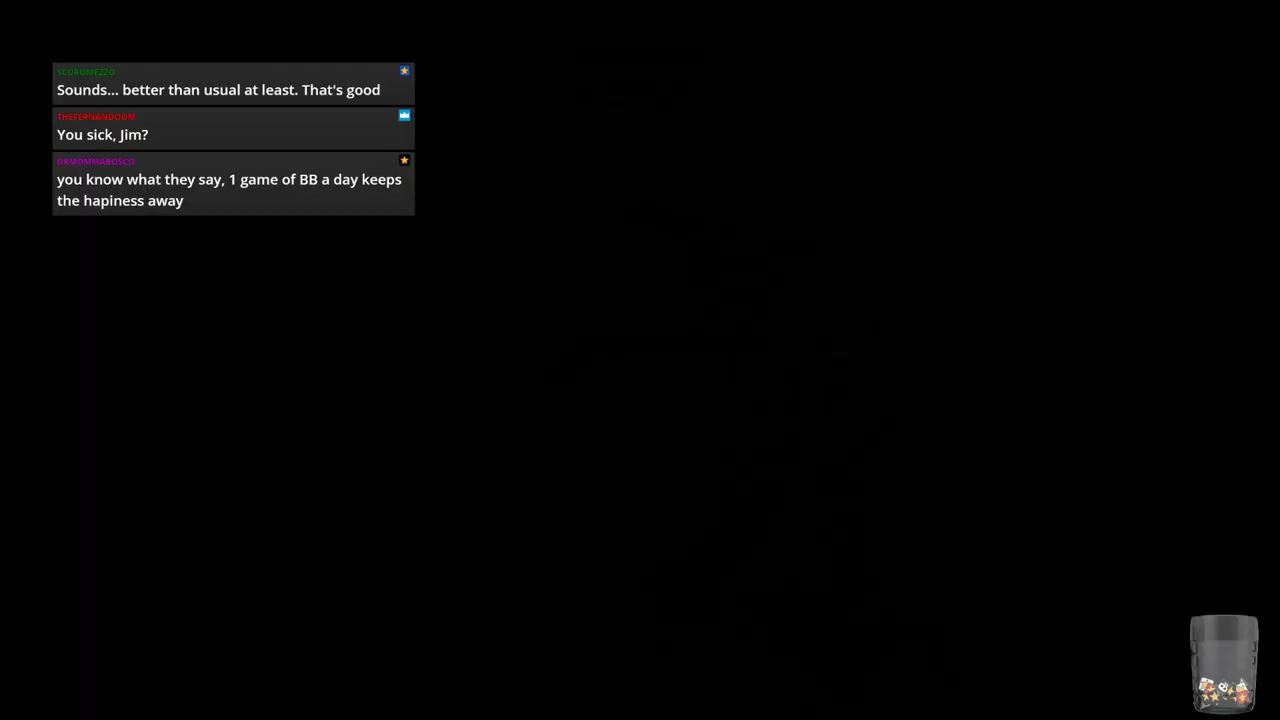 SCUROMEZZO
Sounds... better than usual at least. That's good
THEFERNANDOOM
You sick, Jim?
DRMOMMABOSCO
you know what they say, 1 game of BB a day keeps
the hapiness away